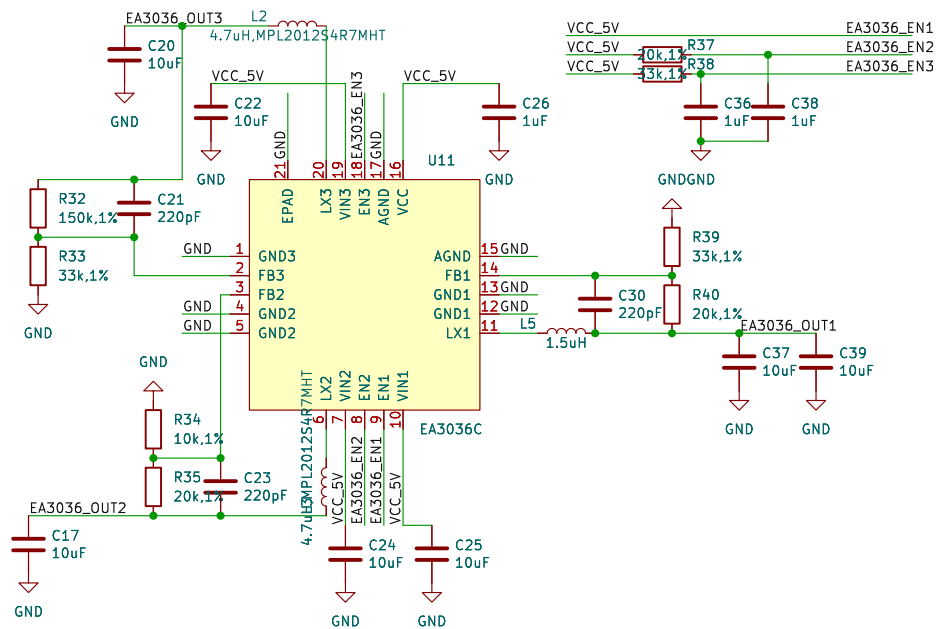 EA3036_OUT3
L2
4.7uH,MPL2012S4R7MHT
C20
10uF
GND
VCC_5V
C22
10uF
GND
VCC_5V
C26
1uF
GND
VCC_5V
EA3036_EN1
VCC_5V
R37
20k,1%
EA3036_EN2
VCC_5V
R38
33k,1%
EA3036_EN3
C36
1uF
C38
1uF
GND
GND
U11
GND
EA3036_EN3
GND
21
20
19
18
17
16
EPAD
LX3
VIN3
EN3
AGND
VCC
R32
150k,1%
C21
220pF
R33
33k,1%
GND
GND
1
GND3
2
FB3
3
FB2
GND
4
GND2
GND
5
GND2
AGND
15
GND
FB1
14
GND1
13
GND
GND1
12
GND
LX1
11
L5
1.5uH
R39
33k,1%
C30
220pF
R40
20k,1%
EA3036_OUT1
C37
10uF
C39
10uF
GND
GND
LX2
VIN2
EN2
EN1
VIN1
6
7
8
9
10
EA3036C
GND
R34
10k,1%
R35
20k,1%
C23
220pF
EA3036_OUT2
C17
10uF
GND
4.7uH,MPL2012S4R7MHT
VCC_5V
EA3036_EN2
EA3036_EN1
VCC_5V
C24
10uF
GND
C25
10uF
GND